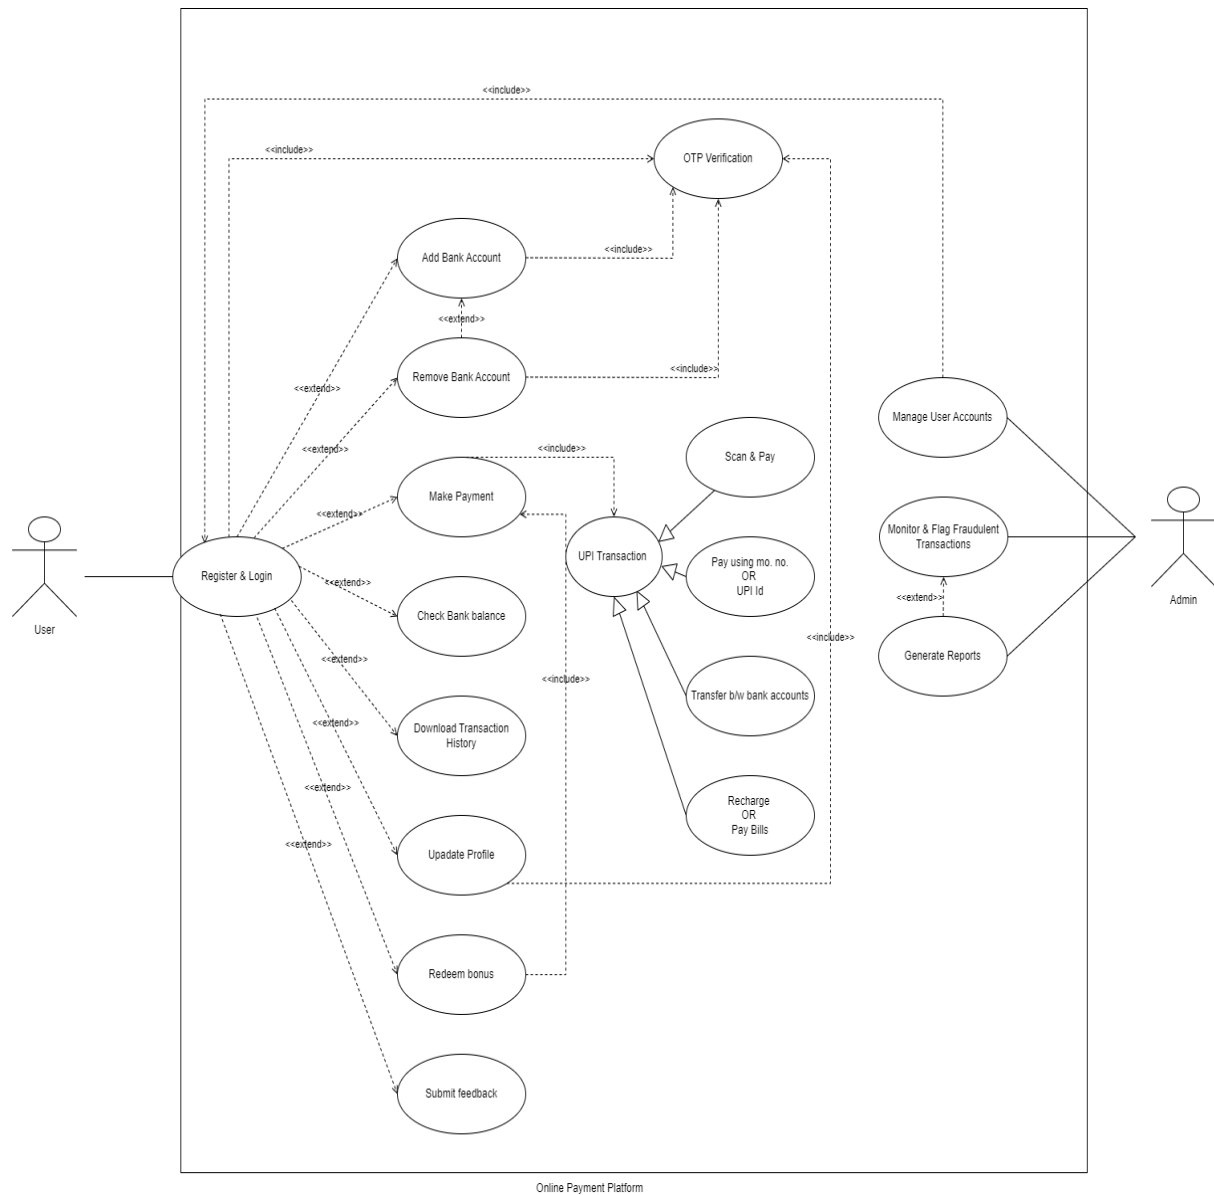 <<include>>
<<include>>
OTP Verification
<<include>>
Add Bank Account
<<extend>>
<<include>>
Remove Bank Account
<<extend>>
Manage User Accounts
<<extend>>
<<include>>
Scan & Pay
Make Payment
<<extend>>
Monitor & Flag Fraudulent
Transactions
UPI Transaction
Pay using mo. no.
OR
UPI Id
Register & Login
<<extend>>
<<extend>>
Admin
Check Bank balance
User
<<include>>
<<extend>>
Generate Reports
<<include>>
Transfer b/w bank accounts
<<extend>>
Download Transaction
History
<<extend>>
Recharge
OR
Pay Bills
<<extend>>
Upadate Profile
Redeem bonus
Submit feedback
Online Payment Platform